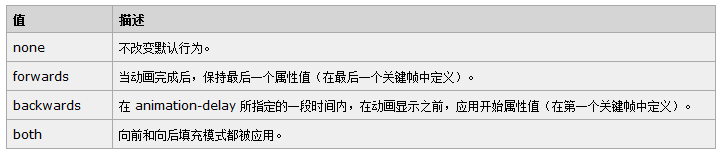 值 描述
none 不改变默认行为。
forwards 当动画完成后，保持最后一个属性值（在最后一个关键帧中定义）。
backwards 在 animation-delay 所指定的一段时间内，在动画显示之前，应用开始属性值（在第一个关键帧中定义）。
both 向前和向后填充模式都被应用。